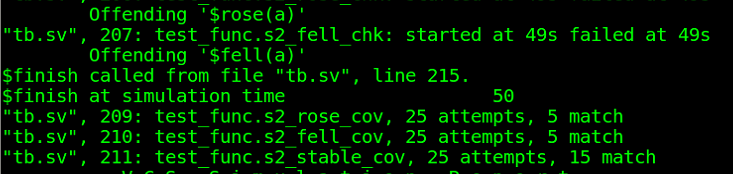 Offending '$rose(a)'
"tb.sv", 207: test_func.s2_fell_chk: started at 49s failed at 49s
Offending '$fell(a)'
$finish called from file "tb.sv", line 215.
$finish at simulation time 50
"tb.sv", 209: test_func.s2_rose_cov, 25 attempts, 5 match
"tb.sv", 210: test_func.s2_fell_cov, 25 attempts, 5 match
"tb.sv", 211: test_func.s2_stable_cov, 25 attempts, 15 match